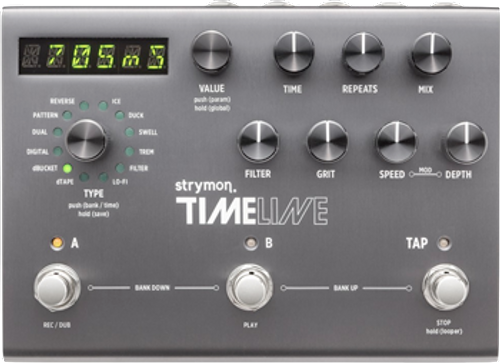 705mS
VALUE
push (param)
hold (global)
TIME
REPEATS
MIX
REVERSE
ICE
PATTERN
DUCK
DUAL
SWELL
DIGITAL
TREM
dBUCKET
FILTER
dTAPE
LO-FI
TYPE
push (bank / time)
hold (save)
FILTER
GRIT
SPEED
MOD
DEPTH
strymon.
TIMELINE
A
B
TAP
BANK DOWN
BANK UP
REC / DUB
PLAY
STOP
hold (looper)